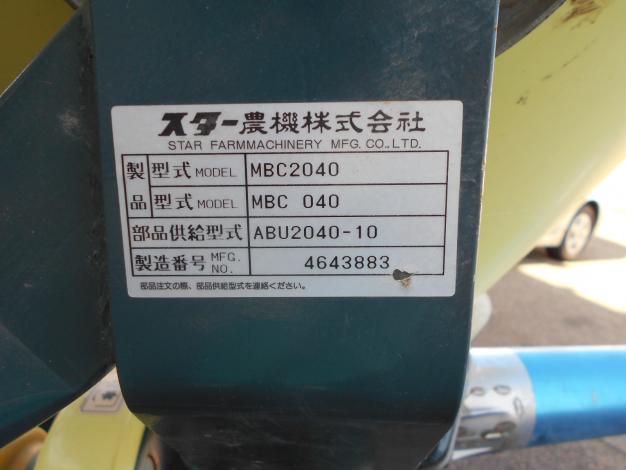 スター農機株式会社
STAR FARMMACHINERY MFG. CO., LTD.
製 型式 MODEL MBC2040
品 型式 MODEL MBC 040
部品供給型式 ABU2040-10
製造番号 MFG. NO. 4643883
部品注文の際、部品供給型式を連絡ください。